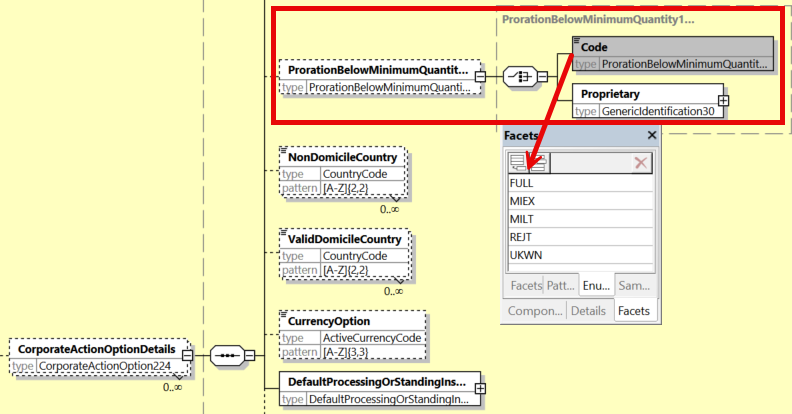 ProrationBelowMinimumQuantity1...
Code
type ProrationBelowMinimumQuantit...
ProrationBelowMinimumQuantit...
type ProrationBelowMinimumQuanti...
Proprietary
type GenericIdentification30
Facets
FULL
MIEX
MILT
REJT
UKWN
Facets Patt... Enu... Sam...
Compon... Details Facets
NonDomicileCountry
type CountryCode
pattern [A-Z]{2,2}
0..∞
ValidDomicileCountry
type CountryCode
pattern [A-Z]{2,2}
0..∞
CurrencyOption
type ActiveCurrencyCode
pattern [A-Z]{3,3}
CorporateActionOptionDetails
type CorporateActionOption224
0..∞
DefaultProcessingOrStandingIns...
type DefaultProcessingOrStandingIn...